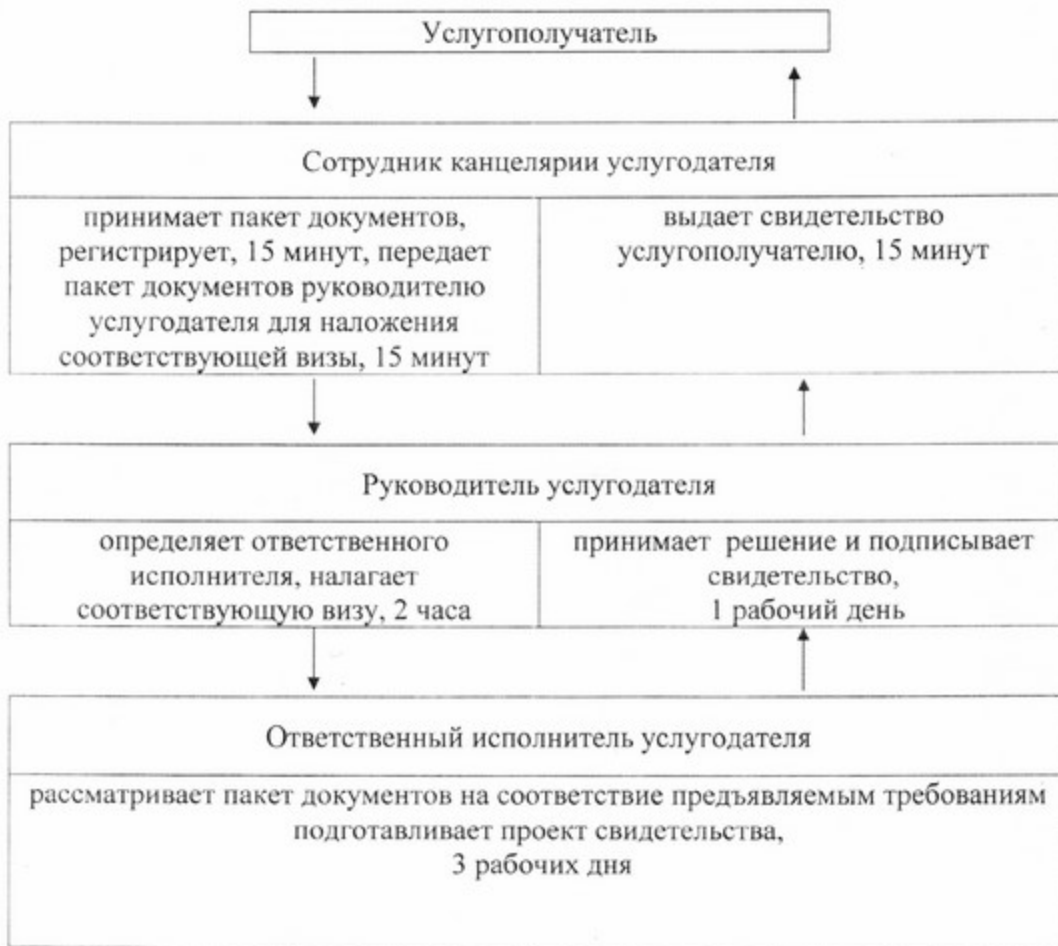 Услугополучатель
Сотрудник канцелярии услугодателя
принимает пакет документов,
регистрирует, 15 минут, передает
пакет документов руководителю
услугодателя для наложения
соответствующей визы, 15 минут
выдает свидетельство
услугополучателю, 15 минут
Руководитель услугодателя
определяет ответственного
исполнителя, налагает
соответствующую визу, 2 часа
принимает решение и подписывает
свидетельство,
1 рабочий день
Ответственный исполнитель услугодателя
рассматривает пакет документов на соответствие предъявляемым требованиям
подготавливает проект свидетельства,
3 рабочих дня